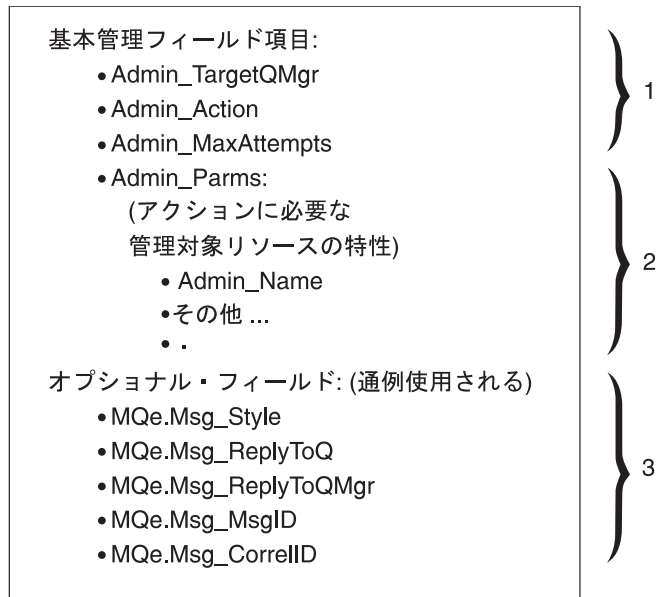 基本管理フィールド項目:
•Admin_TargetQMgr
•Admin_Action
•Admin_MaxAttempts
•Admin_Parms:
(アクションに必要な
管理対象リソースの特性)
• Admin_Name
•その他 ...
• .
オプショナル・フィールド: (通例使用される)
•MQe.Msg_Style
•MQe.Msg_ReplyToQ
•MQe.Msg_ReplyToQMgr
•MQe.Msg_MsgID
•MQe.Msg_CorrelID
1
2
3